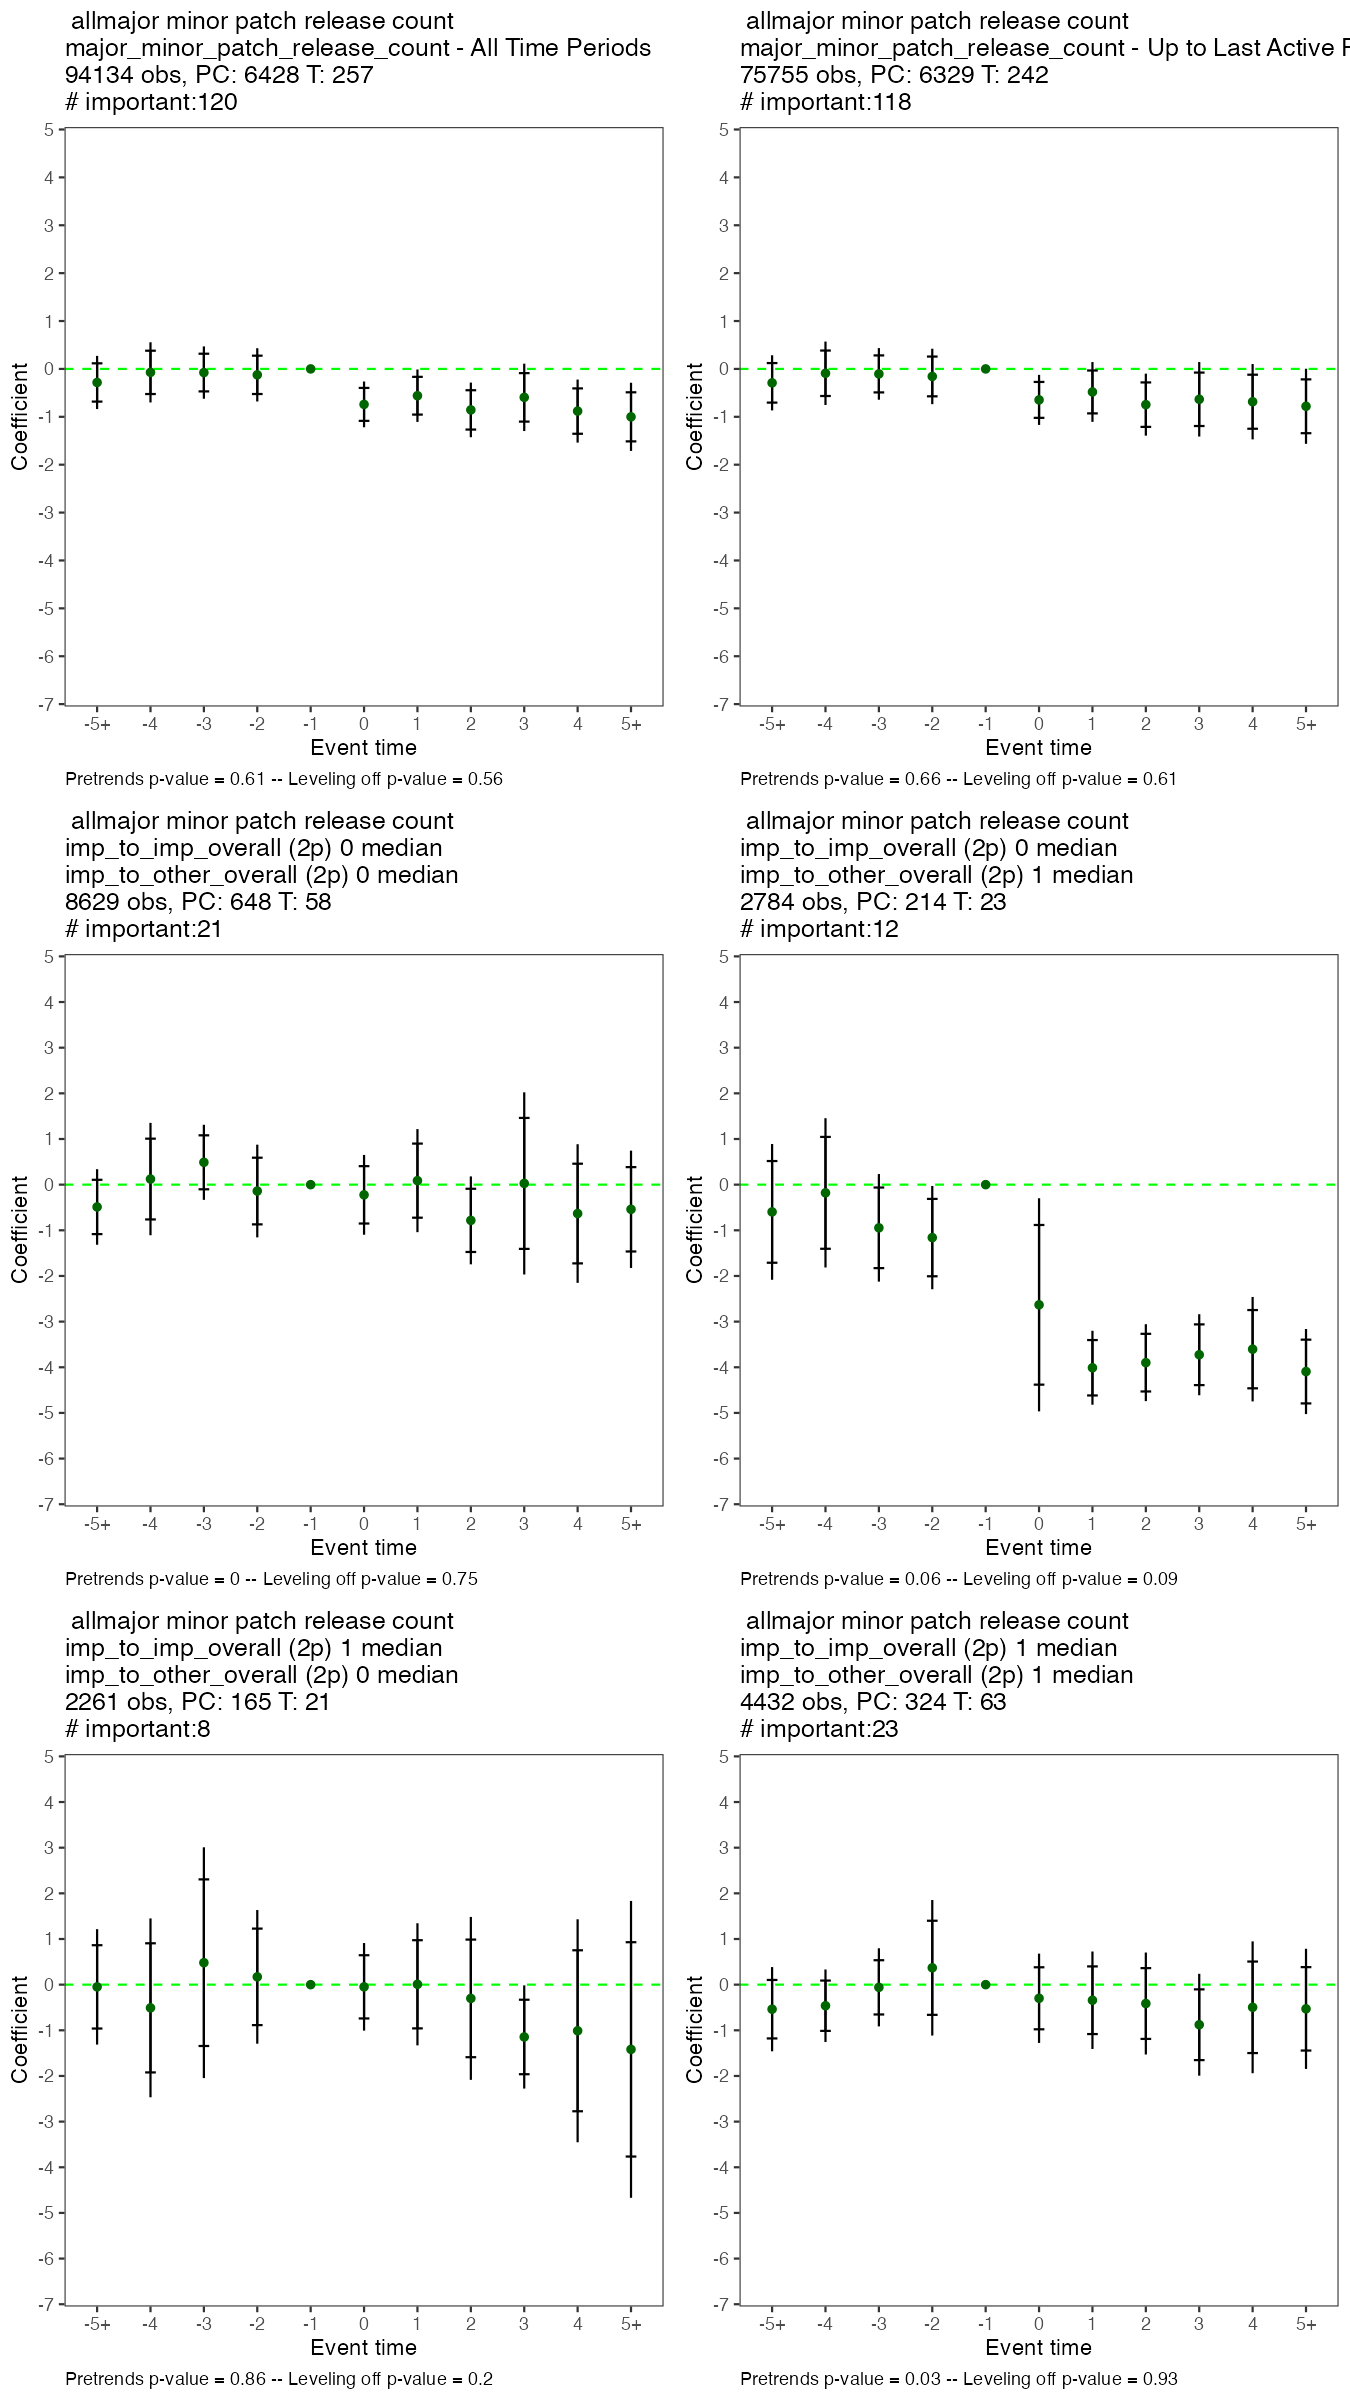 allmajor minor patch release count
major_minor_patch_release_count - All Time Periods
94134 obs, PC: 6428 T: 257
# important:120
5
4
3
2
1
0
-1
-2
-3
-4
-5
-6
-7
Coefficient
-5+ -4 -3 -2 -1 0 1 2 3 4 5+
Event time
Pretrends p-value = 0.61 -- Leveling off p-value = 0.56
allmajor minor patch release count
major_minor_patch_release_count - Up to Last Active
75755 obs, PC: 6329 T: 242
# important:118
5
4
3
2
1
0
-1
-2
-3
-4
-5
-6
-7
Coefficient
-5+ -4 -3 -2 -1 0 1 2 3 4 5+
Event time
Pretrends p-value = 0.66 -- Leveling off p-value = 0.61
allmajor minor patch release count
imp_to_imp_overall (2p) 0 median
imp_to_other_overall (2p) 0 median
8629 obs, PC: 648 T: 58
# important:21
5
4
3
2
1
0
-1
-2
-3
-4
-5
-6
-7
Coefficient
-5+ -4 -3 -2 -1 0 1 2 3 4 5+
Event time
Pretrends p-value = 0 -- Leveling off p-value = 0.75
allmajor minor patch release count
imp_to_imp_overall (2p) 0 median
imp_to_other_overall (2p) 1 median
2784 obs, PC: 214 T: 23
# important:12
5
4
3
2
1
0
-1
-2
-3
-4
-5
-6
-7
Coefficient
-5+ -4 -3 -2 -1 0 1 2 3 4 5+
Event time
Pretrends p-value = 0.06 -- Leveling off p-value = 0.09
allmajor minor patch release count
imp_to_imp_overall (2p) 1 median
imp_to_other_overall (2p) 0 median
2261 obs, PC: 165 T: 21
# important:8
5
4
3
2
1
0
-1
-2
-3
-4
-5
-6
-7
Coefficient
-5+ -4 -3 -2 -1 0 1 2 3 4 5+
Event time
Pretrends p-value = 0.86 -- Leveling off p-value = 0.2
allmajor minor patch release count
imp_to_imp_overall (2p) 1 median
imp_to_other_overall (2p) 1 median
4432 obs, PC: 324 T: 63
# important:23
5
4
3
2
1
0
-1
-2
-3
-4
-5
-6
-7
Coefficient
-5+ -4 -3 -2 -1 0 1 2 3 4 5+
Event time
Pretrends p-value = 0.03 -- Leveling off p-value = 0.93